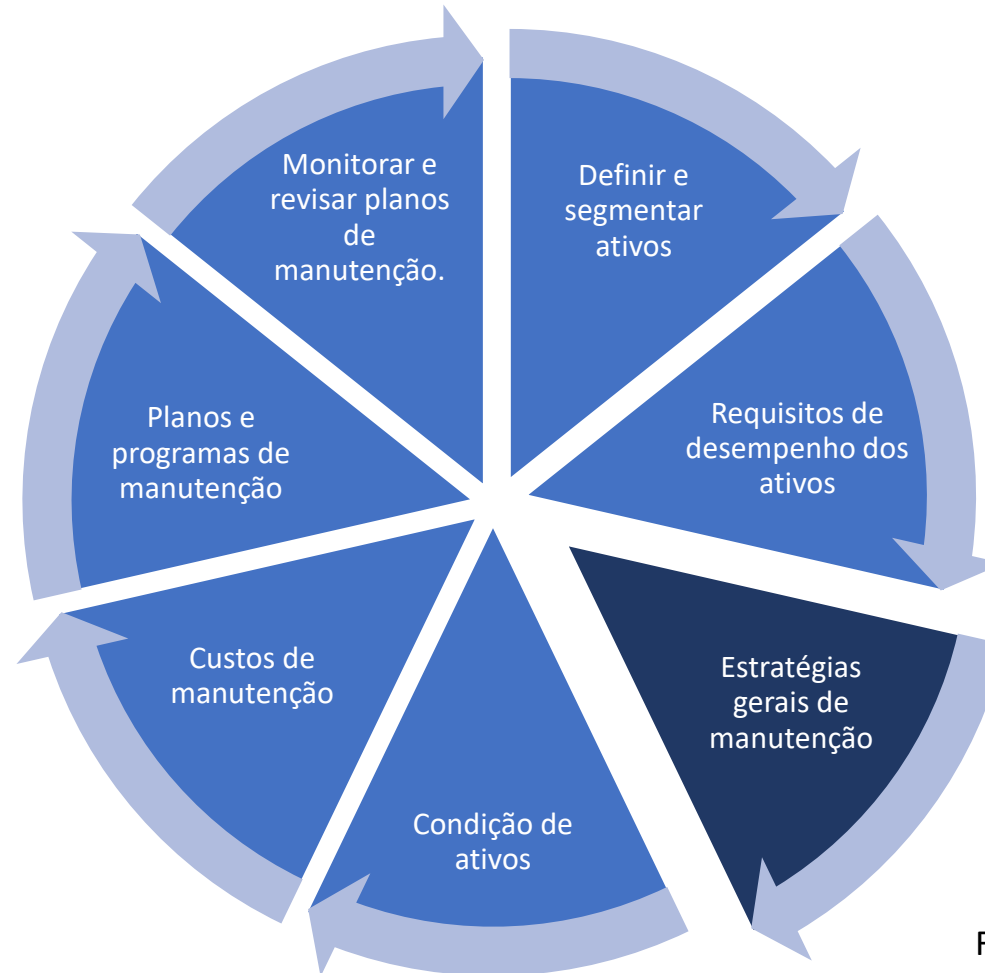 Definir e
segmentar
ativos
Requisitos de
desempenho dos
ativos
Estratégias
gerais de
manutenção
Condição de
ativos
Custos de
manutenção
Planos e
programas de
manutenção
Monitorar e
revisar planos
de
manutenção.